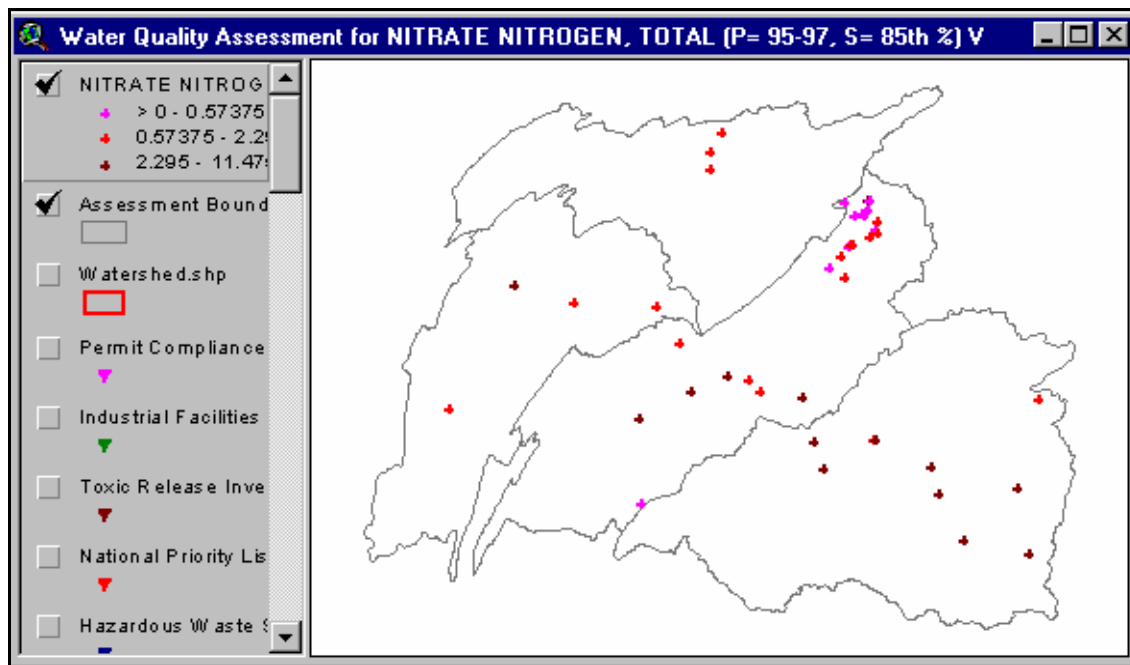 Water Quality Assessment for NITRATE NITROGEN, TOTAL (P= 95-97, S= 85th %) V
NITRATE NITROG
> 0 - 0.57375
0.57375 - 2.29
2.295 - 11.47
Assessment Bound
Watershed.shp
Permit Compliance
Industrial Facilities
Toxic Release Inve
National Priority Lis
Hazardous Waste S